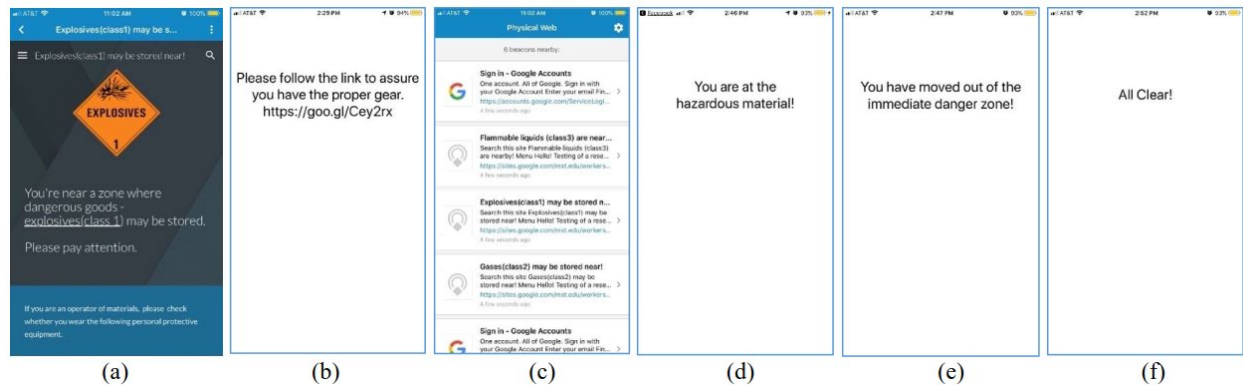 AT&T 11:02 AM 100%
Explosives(class1) may be s...
Explosives(class1) may be stored near!
EXPLOSIVES
1
You're near a zone where
dangerous goods -
explosives(class 1) may be stored.
Please pay attention.
If you are an operator of materials, please check
whether you wear the following personal protective
equipment.
(a)
AT&T 2:29 PM 94%
Please follow the link to assure
you have the proper gear.
https://goo.gl/Cey2rx
(b)
AT&T 11:02 AM 100%
Physical Web
6 beacons nearby:
Sign in - Google Accounts
One account. All of Google. Sign in with
your Google Account Enter your email Fin...
https://accounts.google.com/ServiceLogi...
A few seconds ago
Flammable liquids (class3) are near...
Search this site Flammable liquids (class3)
are nearby! Menu Hello! Testing of a rese...
https://sites.google.com/mst.edu/workers...
A few seconds ago
Explosives(class1) may be stored n...
Search this site Explosives(class1) may be
stored near! Menu Hello! Testing of a rese...
https://sites.google.com/mst.edu/workers...
A few seconds ago
Gases(class2) may be stored near!
Search this site Gases(class2) may be
stored near! Menu Hello! Testing of a rese...
https://sites.google.com/mst.edu/workers...
A few seconds ago
Sign in - Google Accounts
One account. All of Google. Sign in with
your Google Account Enter your email Fin...
(c)
Facebook 2:46 PM 93%
You are at the
hazardous material!
(d)
AT&T 2:47 PM 93%
You have moved out of the
immediate danger zone!
(e)
AT&T 2:52 PM 93%
All Clear!
(f)